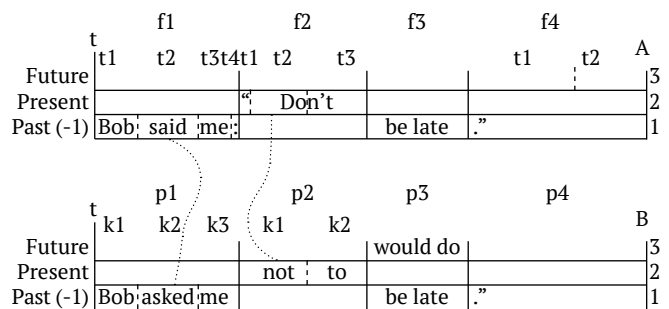 f1 f2 f3 f4
t A
t1 t2 t3t4t1 t2 t3 t1 t2
Future 3
Present “ Don’t 2
Past (-1) Bob said me : be late .” 1
p1 p2 p3 p4
t B
k1 k2 k3 k1 k2
Future would do 3
Present not to 2
Past (-1) Bob asked me be late .” 1